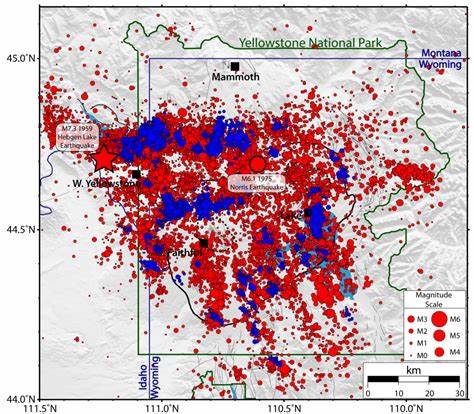 45.0°N
Yellowstone National Park
Montana
Wyoming
Mammoth
M7.3 1959
Hebgen Lake
Earthquake
W. Yellowstone
M6.1 1975
Norris Earthquake
44.5°N
Lake
Faithful
Magnitude
Scale
M3
M6
M2
M5
M1
M4
M0
Idaho
Wyoming
km
0
10
20
30
44.0°N
111.5°N
111.0°N
110.5°N
110.0°N